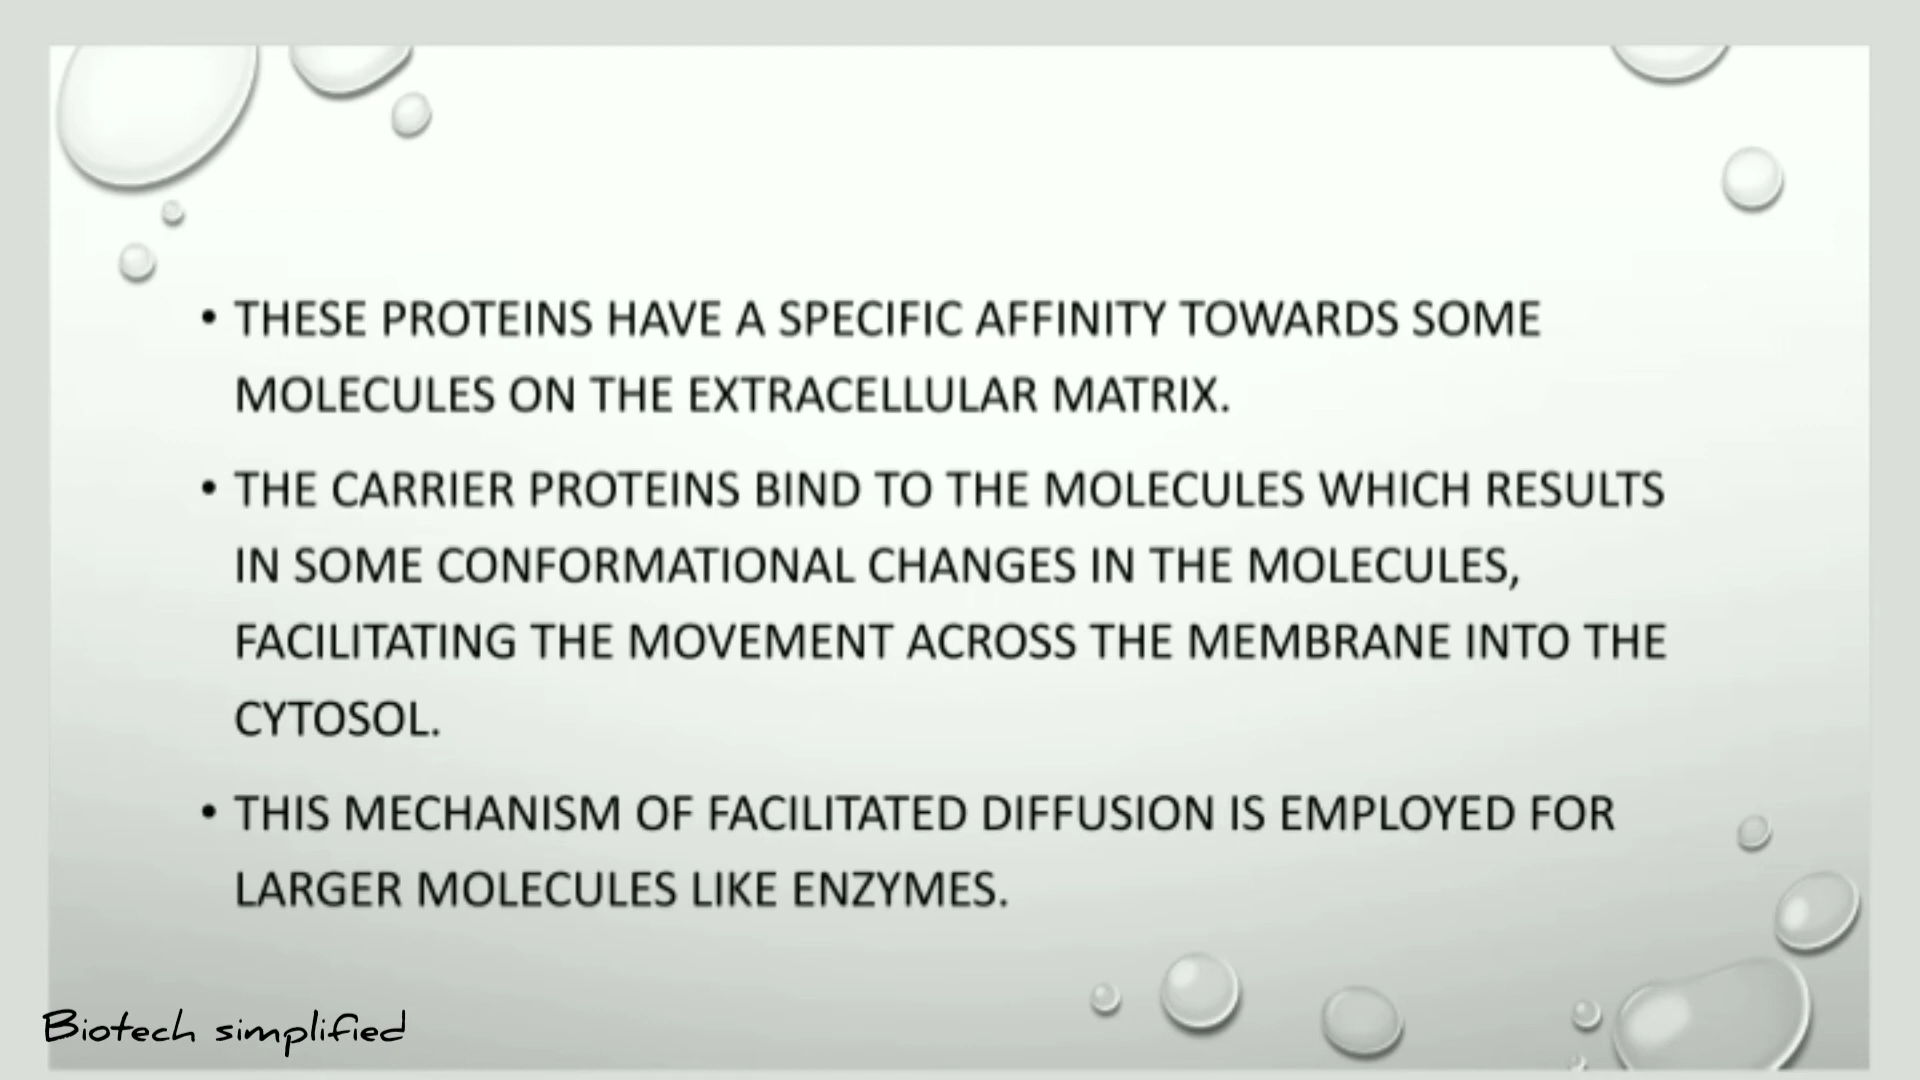 • THESE PROTEINS HAVE A SPECIFIC AFFINITY TOWARDS SOME
MOLECULES ON THE EXTRACELLULAR MATRIX.
• THE CARRIER PROTEINS BIND TO THE MOLECULES WHICH RESULTS
IN SOME CONFORMATIONAL CHANGES IN THE MOLECULES,
FACILITATING THE MOVEMENT ACROSS THE MEMBRANE INTO THE
CYTOSOL.
• THIS MECHANISM OF FACILITATED DIFFUSION IS EMPLOYED FOR
LARGER MOLECULES LIKE ENZYMES.
Biotech simplified